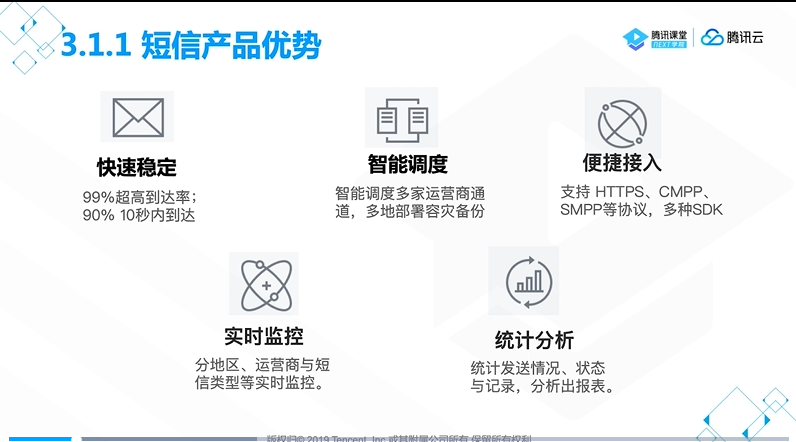 3.1.1 短信产品优势
腾讯课堂
NEXT学院
腾讯云
快速稳定
99%超高到达率；
90% 10秒内到达
智能调度
智能调度多家运营商通
道，多地部署容灾备份
便捷接入
支持 HTTPS、CMPP、
SMPP等协议，多种SDK
实时监控
分地区、运营商与短
信类型等实时监控。
统计分析
统计发送情况、状态
与记录，分析出报表。
版权归© 2019 Tencent, Inc 或其附属公司所有 保留所有权利